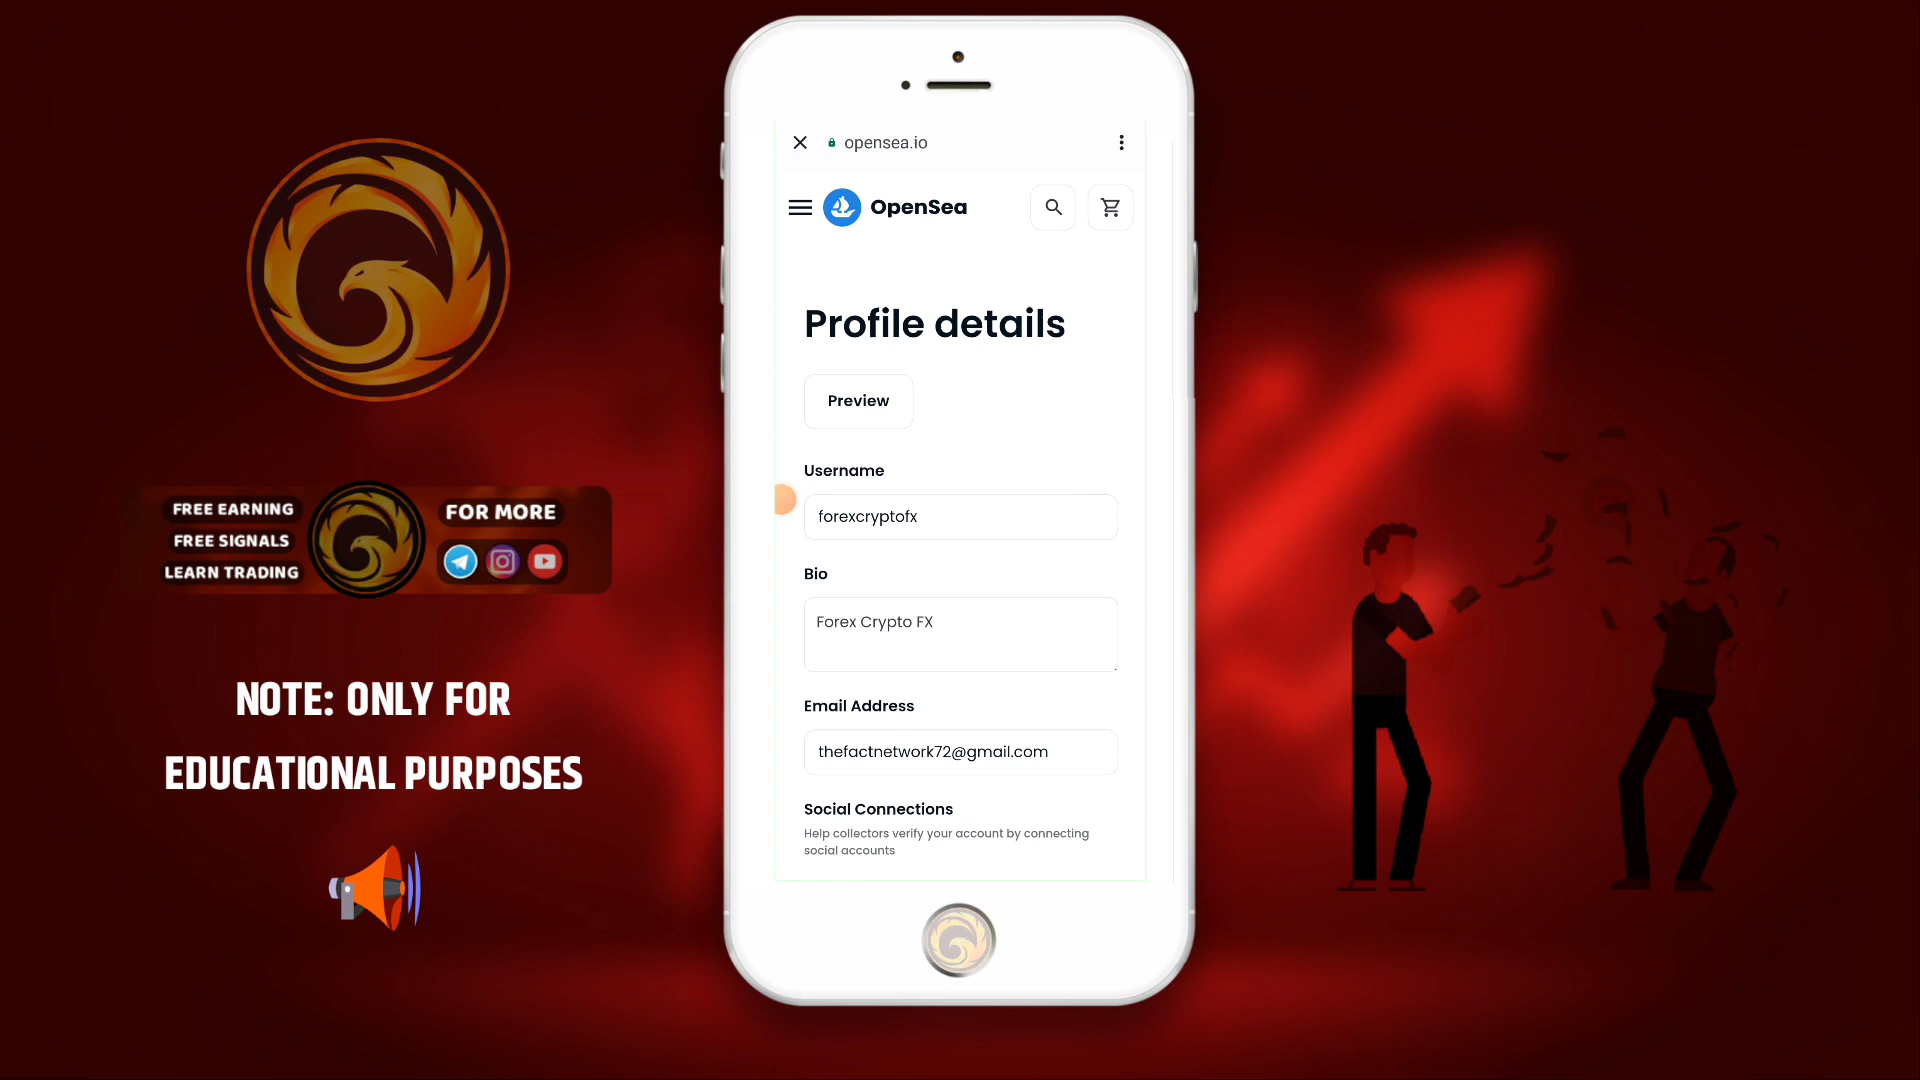 FREE EARNING
FREE SIGNALS
LEARN TRADING
FOR MORE
NOTE: ONLY FOR
EDUCATIONAL PURPOSES
opensea.io
OpenSea
Profile details
Preview
Username
forexcryptofx
Bio
Forex Crypto FX
Email Address
thefactnetwork72@gmail.com
Social Connections
Help collectors verify your account by connecting
social accounts